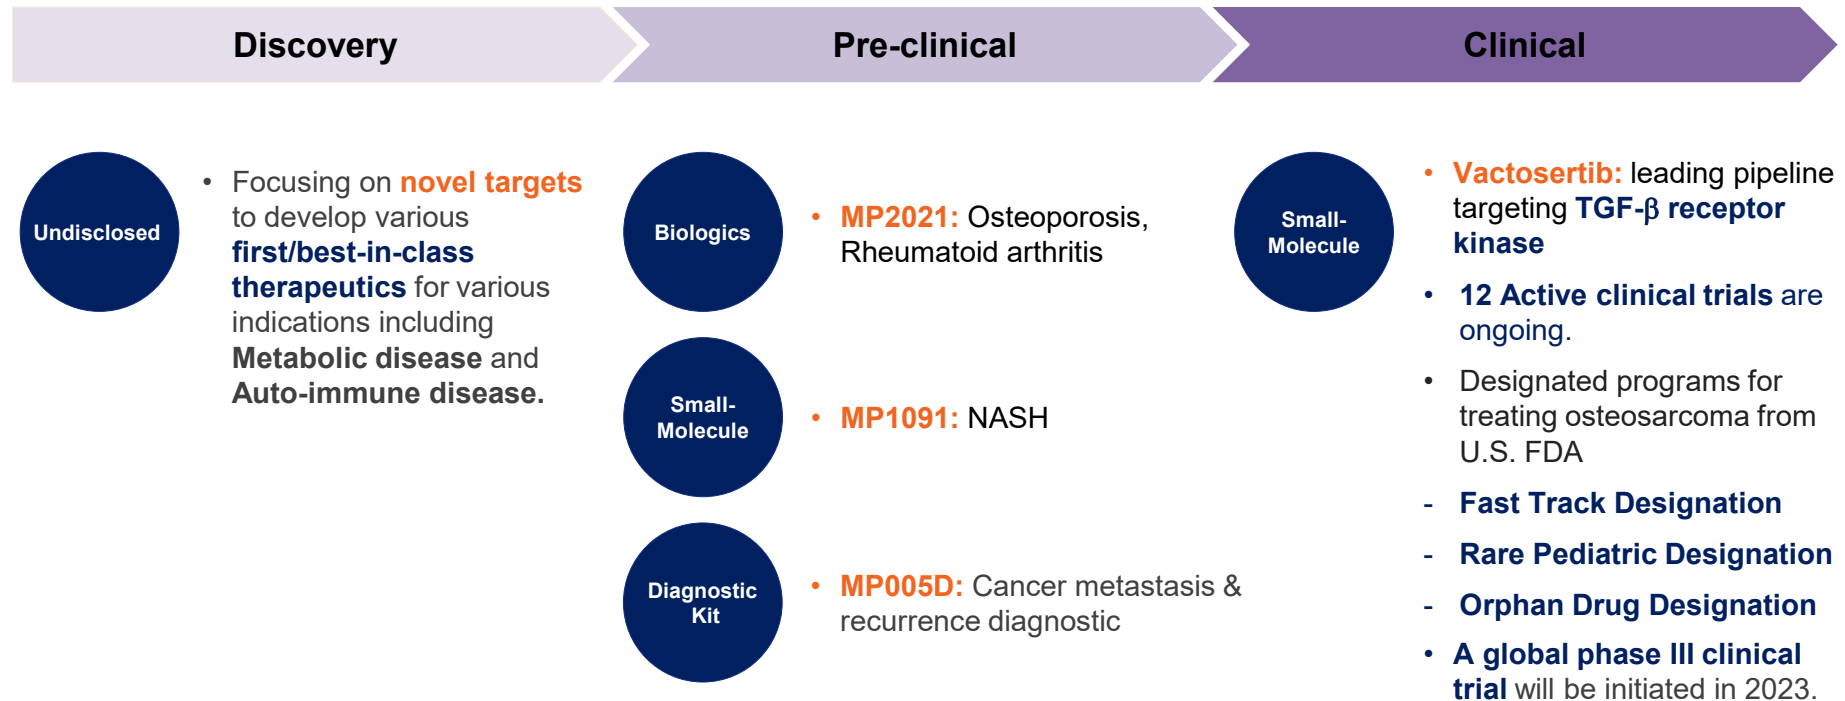 Discovery
Pre-clinical
Clinical
Undisclosed
• Focusing on novel targets
to develop various
first/best-in-class
therapeutics for various
indications including
Metabolic disease and
Auto-immune disease.
Biologics
• MP2021: Osteoporosis,
Rheumatoid arthritis
Small-
Molecule
• MP1091: NASH
Diagnostic
Kit
• MP005D: Cancer metastasis &
recurrence diagnostic
Small-
Molecule
• Vactosertib: leading pipeline
targeting TGF-β receptor
kinase
• 12 Active clinical trials are
ongoing.
• Designated programs for
treating osteosarcoma from
U.S. FDA
- Fast Track Designation
- Rare Pediatric Designation
- Orphan Drug Designation
• A global phase III clinical
trial will be initiated in 2023.